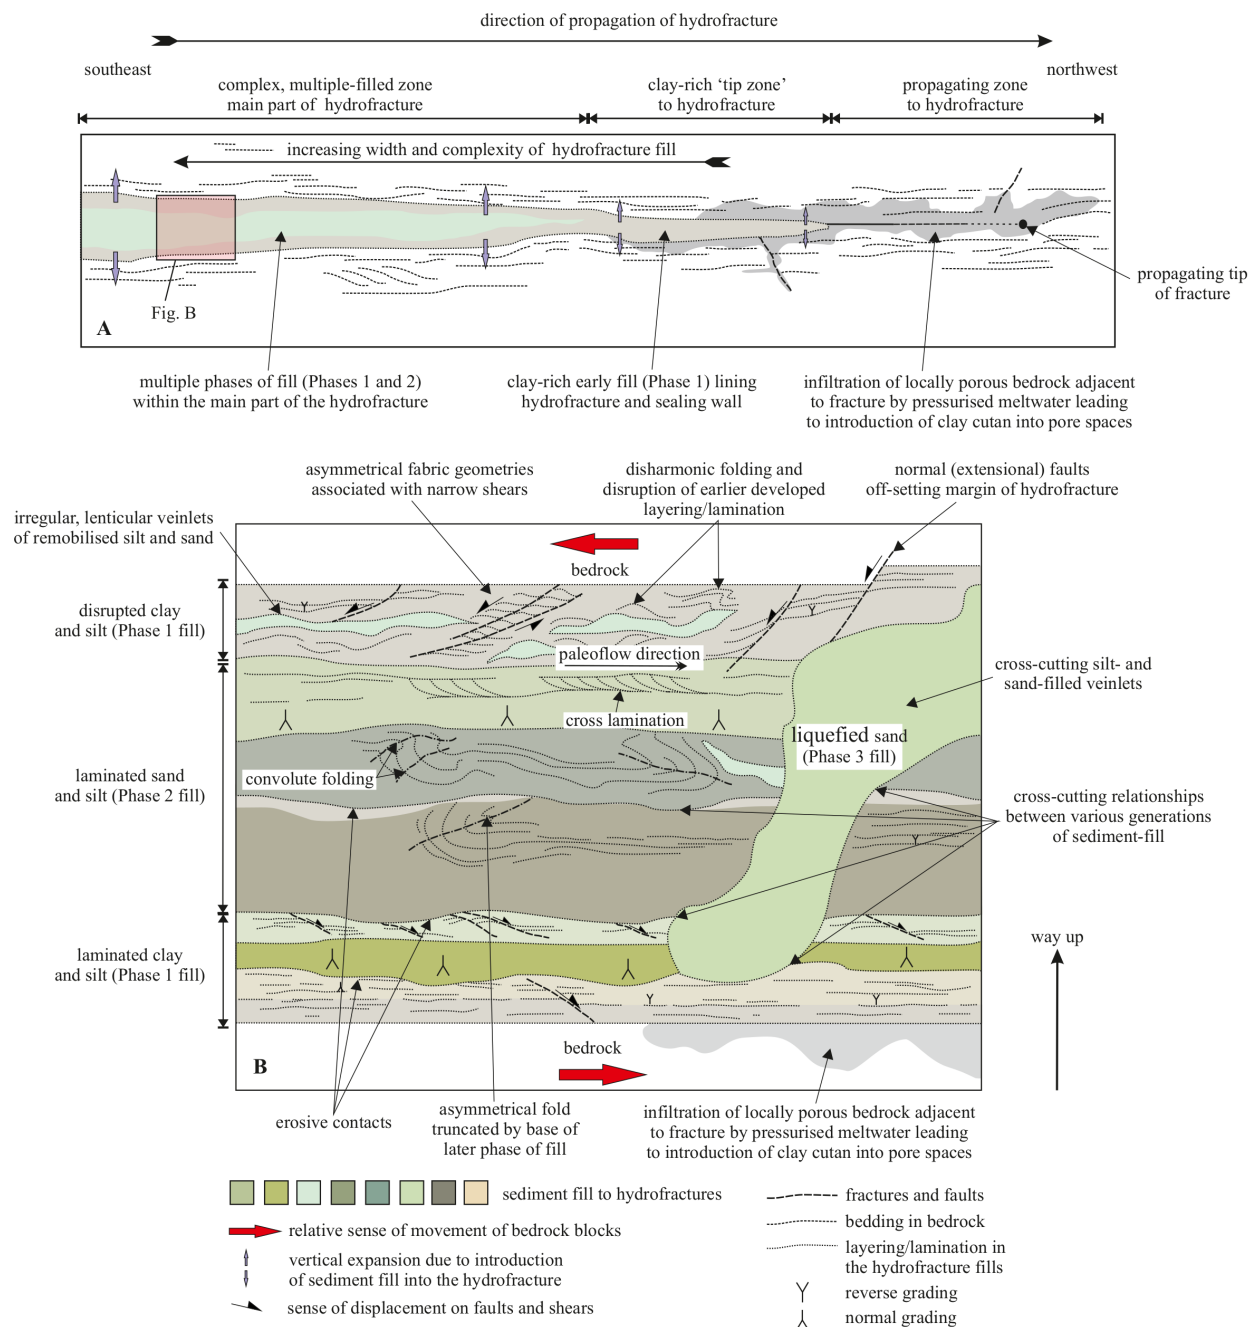 direction of propagation of hydrofracture
southeast
northwest
complex, multiple-filled zone
main part of hydrofracture
clay-rich ‘tip zone’
to hydrofracture
propagating zone
to hydrofracture
increasing width and complexity of hydrofracture fill
Fig. B
A
propagating tip
of fracture
multiple phases of fill (Phases 1 and 2)
within the main part of the hydrofracture
clay-rich early fill (Phase 1) lining
hydrofracture and sealing wall
infiltration of locally porous bedrock adjacent
to fracture by pressurised meltwater leading
to introduction of clay cutan into pore spaces
asymmetrical fabric geometries
associated with narrow shears
disharmonic folding and
disruption of earlier developed
layering/lamination
normal (extensional) faults
off-setting margin of hydrofracture
irregular, lenticular veinlets
of remobilised silt and sand
bedrock
disrupted clay
and silt (Phase 1 fill)
paleoflow direction
cross-cutting silt- and
sand-filled veinlets
cross lamination
liquefied sand
(Phase 3 fill)
convolute folding
laminated sand
and silt (Phase 2 fill)
cross-cutting relationships
between various generations
of sediment-fill
laminated clay
and silt (Phase 1 fill)
way up
bedrock
B
erosive contacts
asymmetrical fold
truncated by base of
later phase of fill
infiltration of locally porous bedrock adjacent
to fracture by pressurised meltwater leading
to introduction of clay cutan into pore spaces
sediment fill to hydrofractures
relative sense of movement of bedrock blocks
vertical expansion due to introduction
of sediment fill into the hydrofracture
sense of displacement on faults and shears
fractures and faults
bedding in bedrock
layering/lamination in
the hydrofracture fills
reverse grading
normal grading